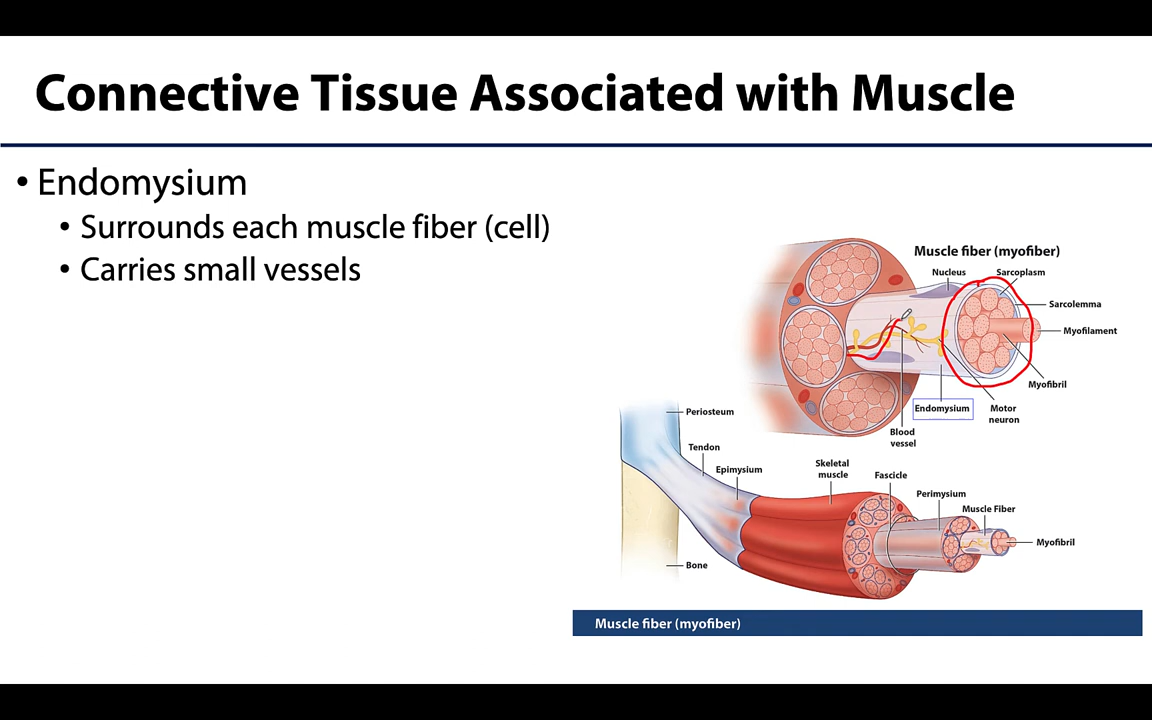 Connective Tissue Associated with Muscle
• Endomysium
• Surrounds each muscle fiber (cell)
• Carries small vessels
Muscle fiber (myofiber)
Nucleus
Sarcoplasm
Sarcolemma
Myofilament
Myofibril
Endomysium
Motor
neuron
Blood
vessel
Periosteum
Tendon
Epimysium
Skeletal
muscle
Fascicle
Perimysium
Muscle Fiber
Myofibril
Bone
Muscle fiber (myofiber)